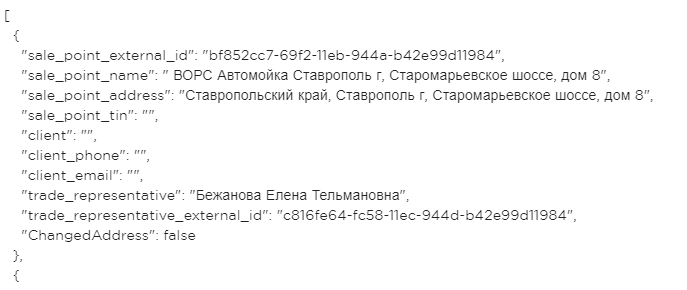 [
{
"sale_point_external_id": "bf852cc7-69f2-11eb-944a-b42e99d11984",
"sale_point_name": " ВОРС Автомойка Ставрополь г, Старомарьевское шоссе, дом 8",
"sale_point_address": "Ставропольский край, Ставрополь г, Старомарьевское шоссе, дом 8",
"sale_point_tin": "",
"client": "",
"client_phone": "",
"client_email": "",
"trade_representative": "Бежанова Елена Тельмановна",
"trade_representative_external_id": "c816fe64-fc58-11ec-944d-b42e99d11984",
"ChangedAddress": false
},
{